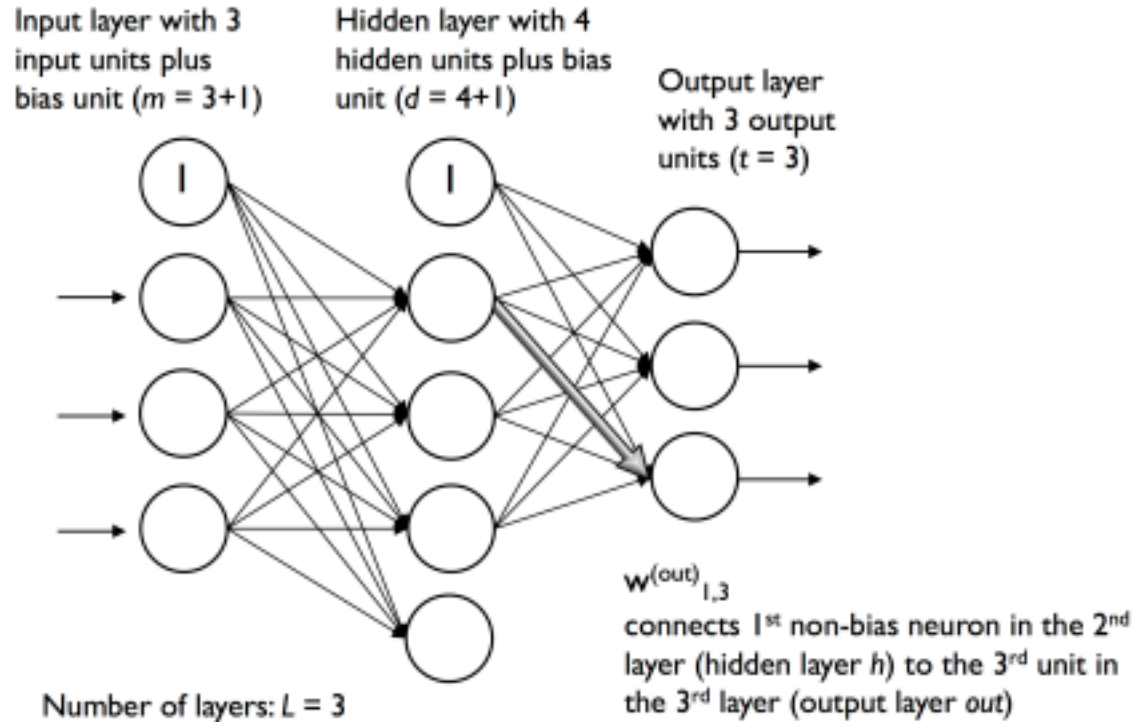 Input layer with 3
input units plus
bias unit (m = 3+1)
Hidden layer with 4
hidden units plus bias
unit (d = 4+1)
Output layer
with 3 output
units (t = 3)
1
1
w(out)1,3
connects 1st non-bias neuron in the 2nd
layer (hidden layer h) to the 3rd unit in
the 3rd layer (output layer out)
Number of layers: L = 3